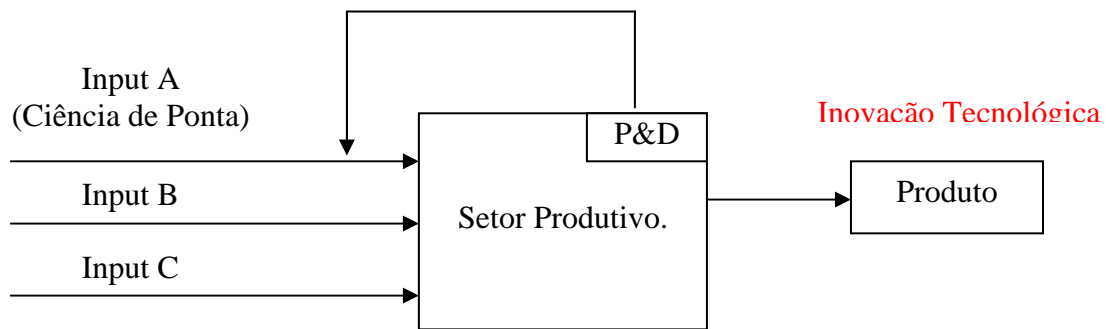 Input A
(Ciência de Ponta)
Input B
Input C
P&D
Setor Produtivo.
Inovação Tecnológica
Produto